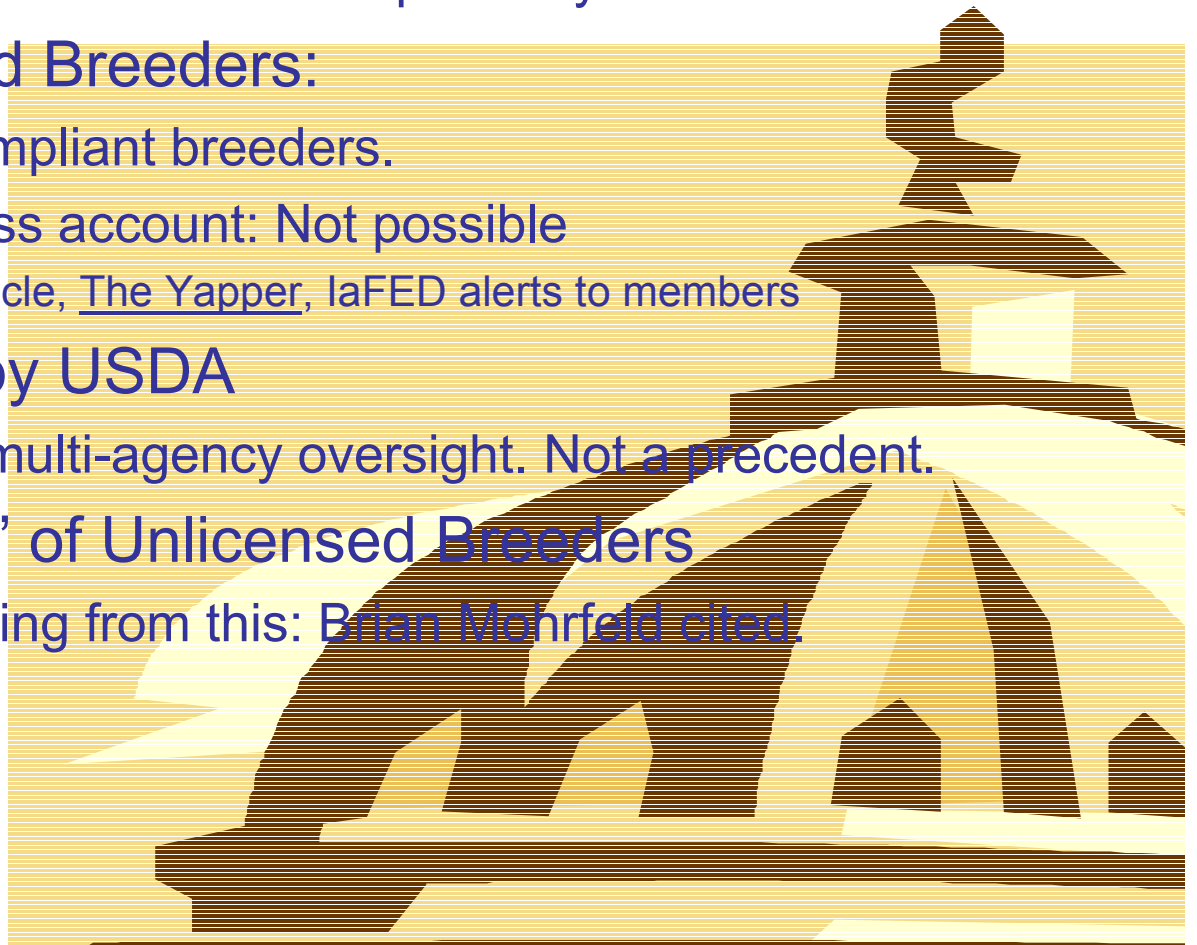 d Breeders:
mpliant breeders.
ss account: Not possible
cle, The Yapper, IaFED alerts to members
by USDA
multi-agency oversight. Not a precedent.
” of Unlicensed Breeders
ing from this: Brian Mohrfeld cited.